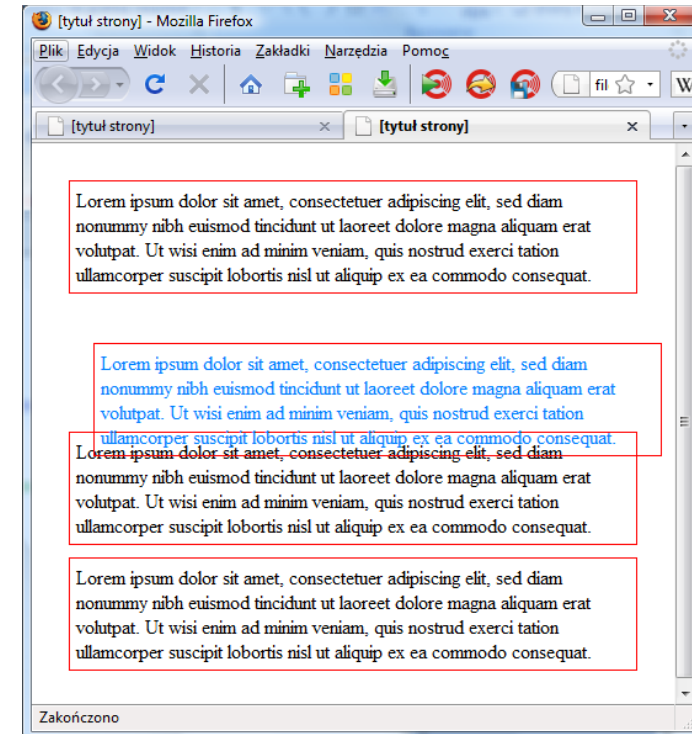 [tytuł strony] - Mozilla Firefox
Plik Edycja Widok Historia Zakładki Narzędzia Pomoc
fil W
[tytuł strony] [tytuł strony]
Lorem ipsum dolor sit amet, consectetuer adipiscing elit, sed diam
nonummy nibh euismod tincidunt ut laoreet dolore magna aliquam erat
volutpat. Ut wisi enim ad minim veniam, quis nostrud exerci tation
ullamcorper suscipit lobortis nisl ut aliquip ex ea commodo consequat.
Lorem ipsum dolor sit amet, consectetuer adipiscing elit, sed diam
nonummy nibh euismod tincidunt ut laoreet dolore magna aliquam erat
volutpat. Ut wisi enim ad minim veniam, quis nostrud exerci tation
ullamcorper suscipit lobortis nisl ut aliquip ex ea commodo consequat.
Lorem ipsum dolor sit amet, consectetuer adipiscing elit, sed diam
nonummy nibh euismod tincidunt ut laoreet dolore magna aliquam erat
volutpat. Ut wisi enim ad minim veniam, quis nostrud exerci tation
ullamcorper suscipit lobortis nisl ut aliquip ex ea commodo consequat.
Lorem ipsum dolor sit amet, consectetuer adipiscing elit, sed diam
nonummy nibh euismod tincidunt ut laoreet dolore magna aliquam erat
volutpat. Ut wisi enim ad minim veniam, quis nostrud exerci tation
ullamcorper suscipit lobortis nisl ut aliquip ex ea commodo consequat.
Zakończono